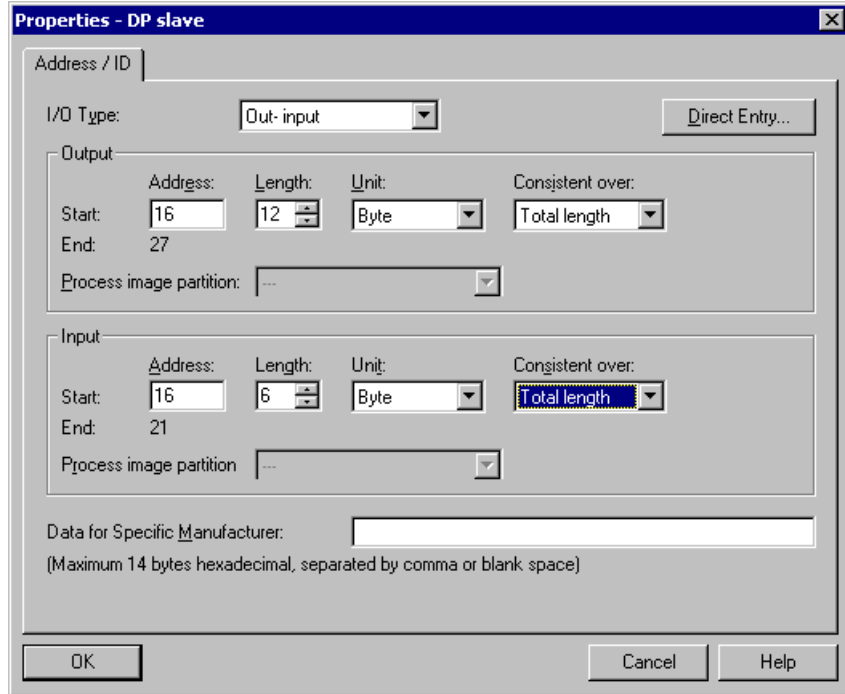 Properties - DP slave
Address / ID
I/O Type: Out- input Direct Entry...
Output
Address: Length: Unit: Consistent over:
Start: 16 12 Byte Total length
End: 27
Process image partition: ---
Input
Address: Length: Unit: Consistent over:
Start: 16 6 Byte Total length
End: 21
Process image partition ---
Data for Specific Manufacturer:
(Maximum 14 bytes hexadecimal, separated by comma or blank space)
OK Cancel Help